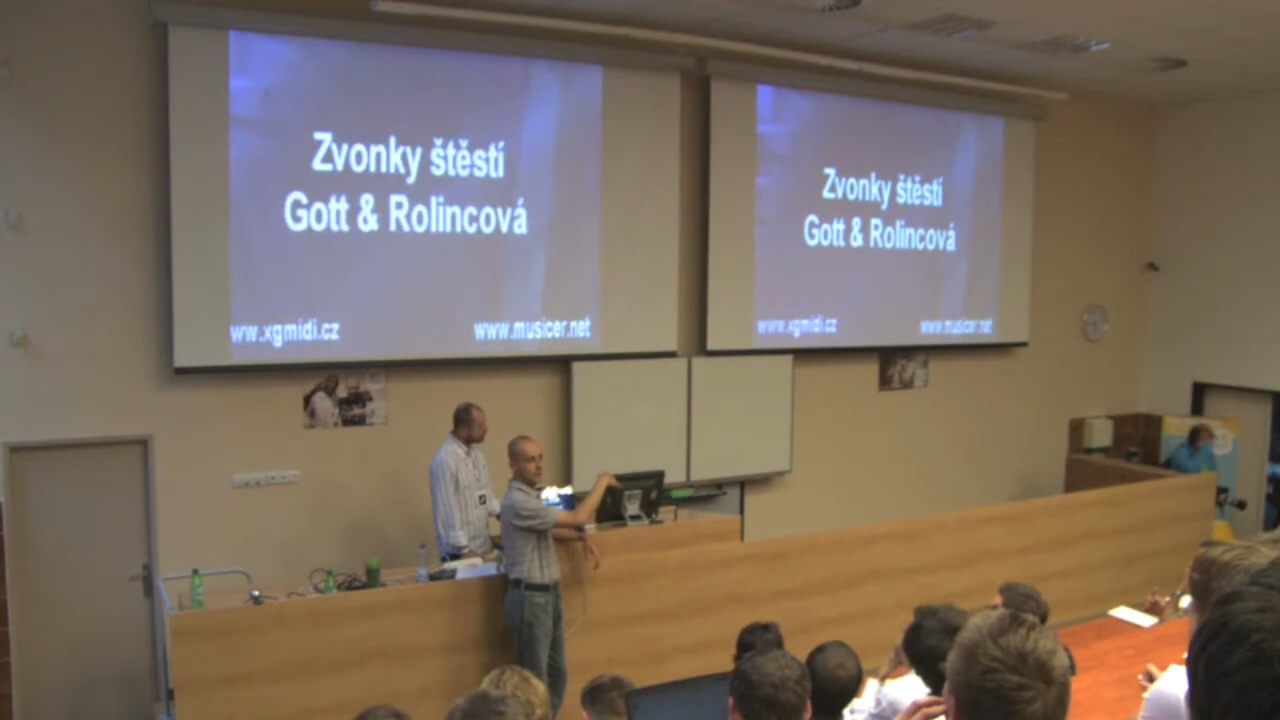 Zvonky štěstí
Gott & Rolincová
ww.xgmidi.cz
www.musicer.net
Zvonky štěstí
Gott & Rolincová
www.xgmidi.cz
www.musicer.net